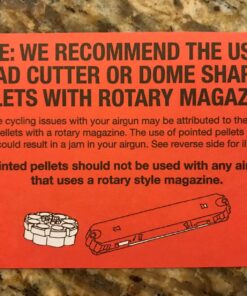 E: WE RECOMMEND THE US
AD CUTTER OR DOME SHAP
LETS WITH ROTARY MAGAZ
e cycling issues with your airgun may be attributed to the
pellets with a rotary magazine. The use of pointed pellets
could result in a jam in your airgun. See reverse side for il
inted pellets should not be used with any air
that uses a rotary style magazine.